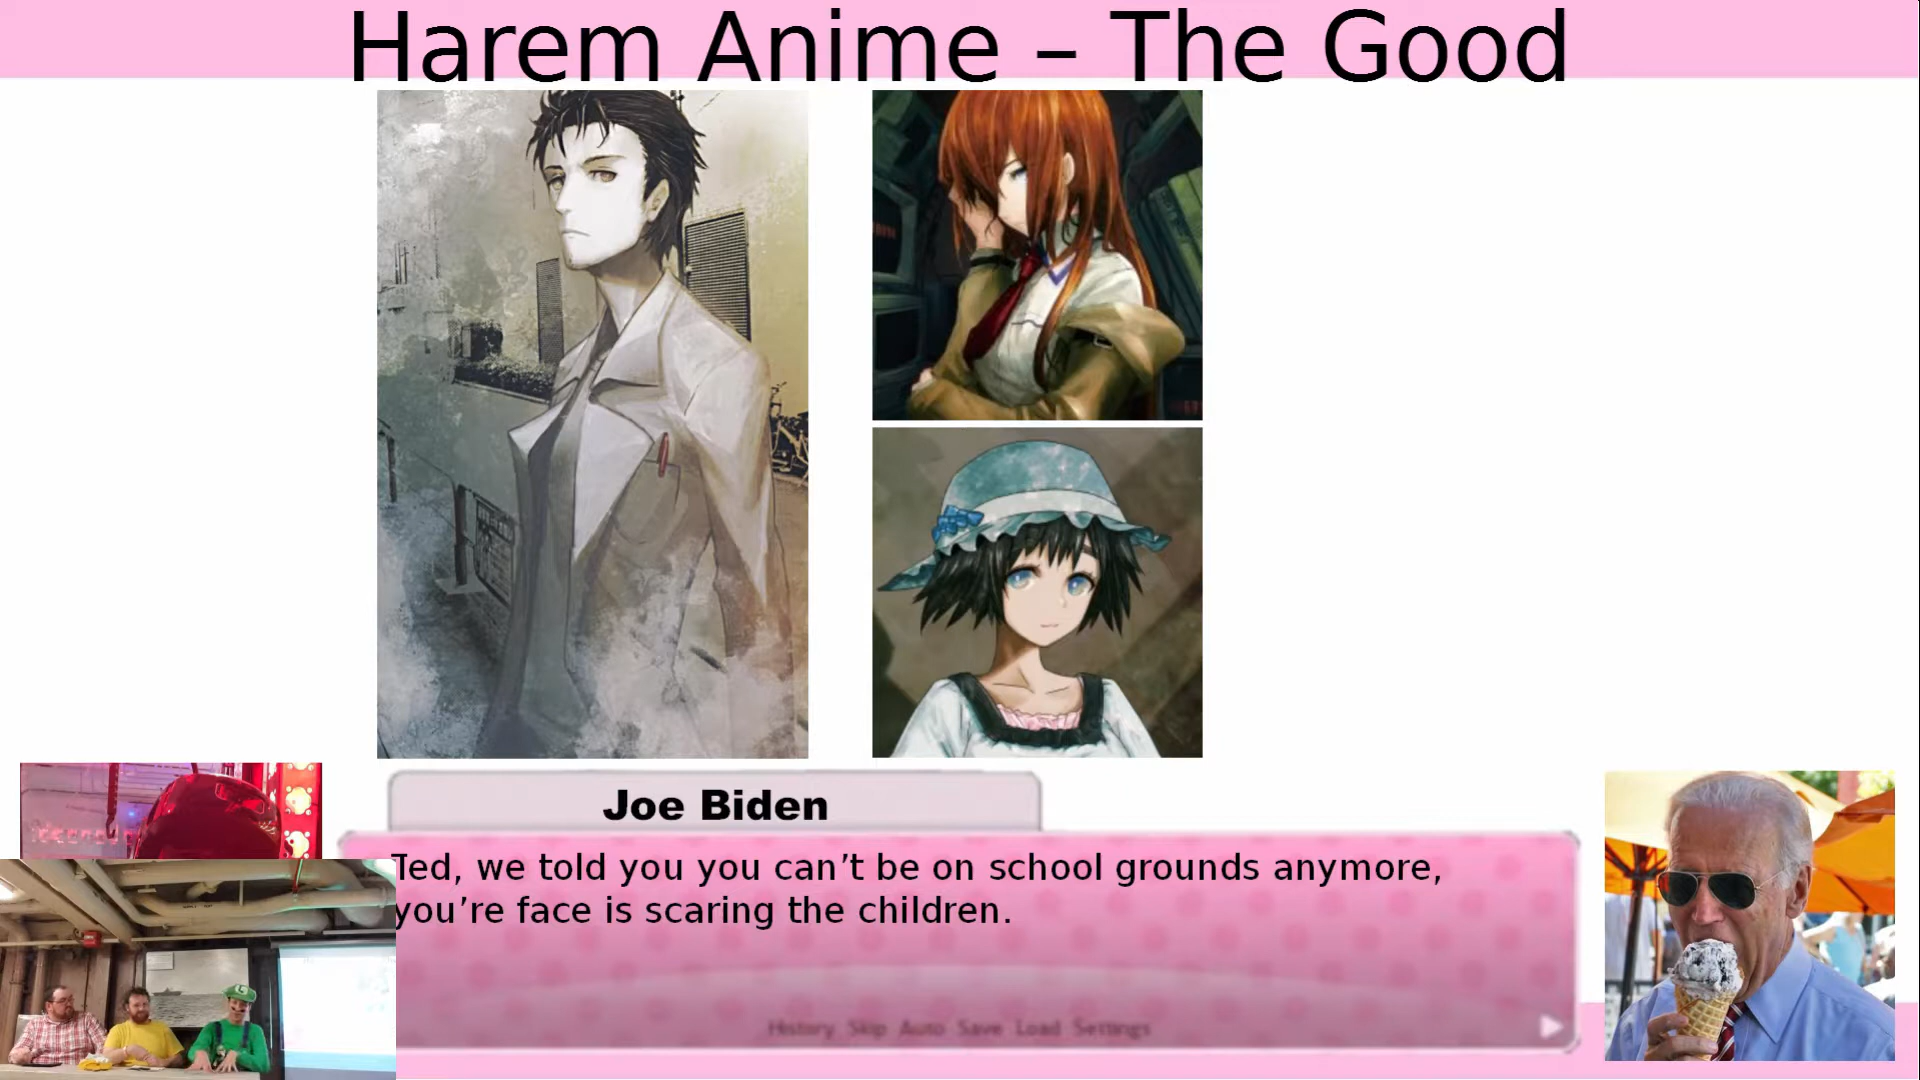 Harem Anime – The Good
Joe Biden
Ted, we told you you can’t be on school grounds anymore,
you’re face is scaring the children.
History Skip Auto Save Load Settings